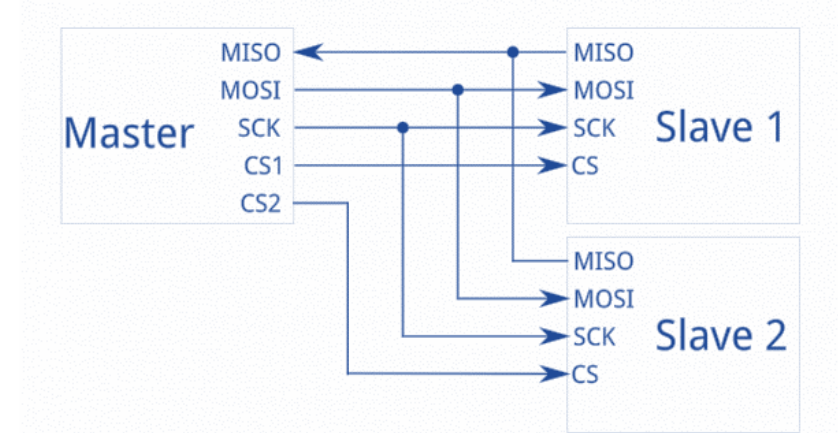 Master
MISO
MOSI
SCK
CS1
CS2
MISO
MOSI
SCK
CS
Slave 1
MISO
MOSI
SCK
CS
Slave 2